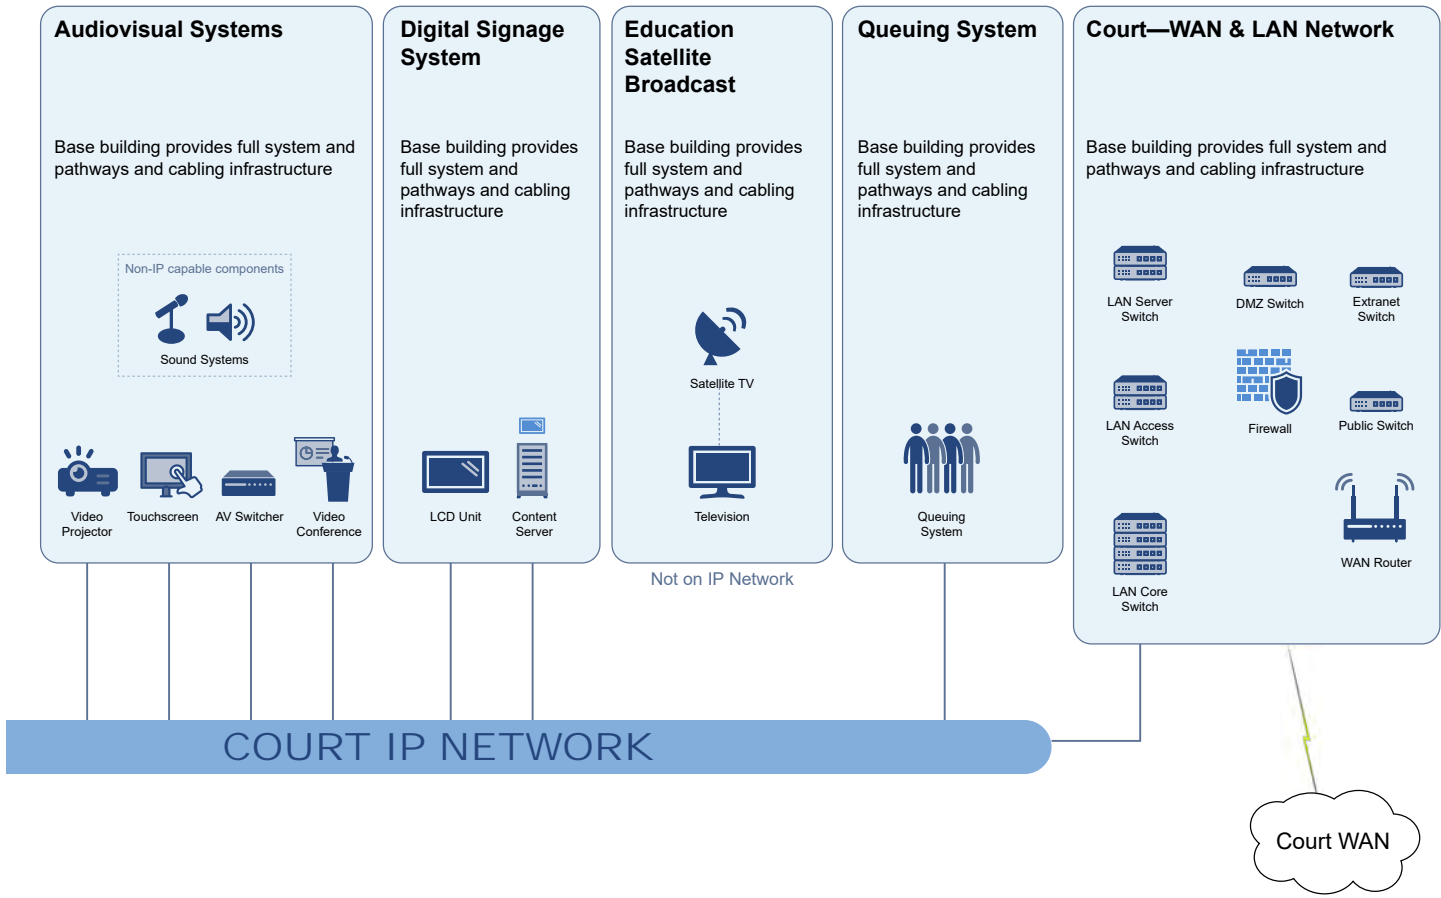 Audiovisual Systems
Base building provides full system and
pathways and cabling infrastructure
Non-IP capable components
Sound Systems
Video
Projector
Touchscreen
AV Switcher
Video
Conference
Digital Signage
System
Base building provides
full system and
pathways and cabling
infrastructure
LCD Unit
Content
Server
Education
Satellite
Broadcast
Base building provides
full system and
pathways and cabling
infrastructure
Satellite TV
Television
Not on IP Network
Queuing System
Base building provides
full system and
pathways and cabling
infrastructure
Queuing
System
Court—WAN & LAN Network
Base building provides full system and
pathways and cabling infrastructure
LAN Server
Switch
DMZ Switch
Extranet
Switch
LAN Access
Switch
Firewall
Public Switch
LAN Core
Switch
WAN Router
COURT IP NETWORK
Court WAN